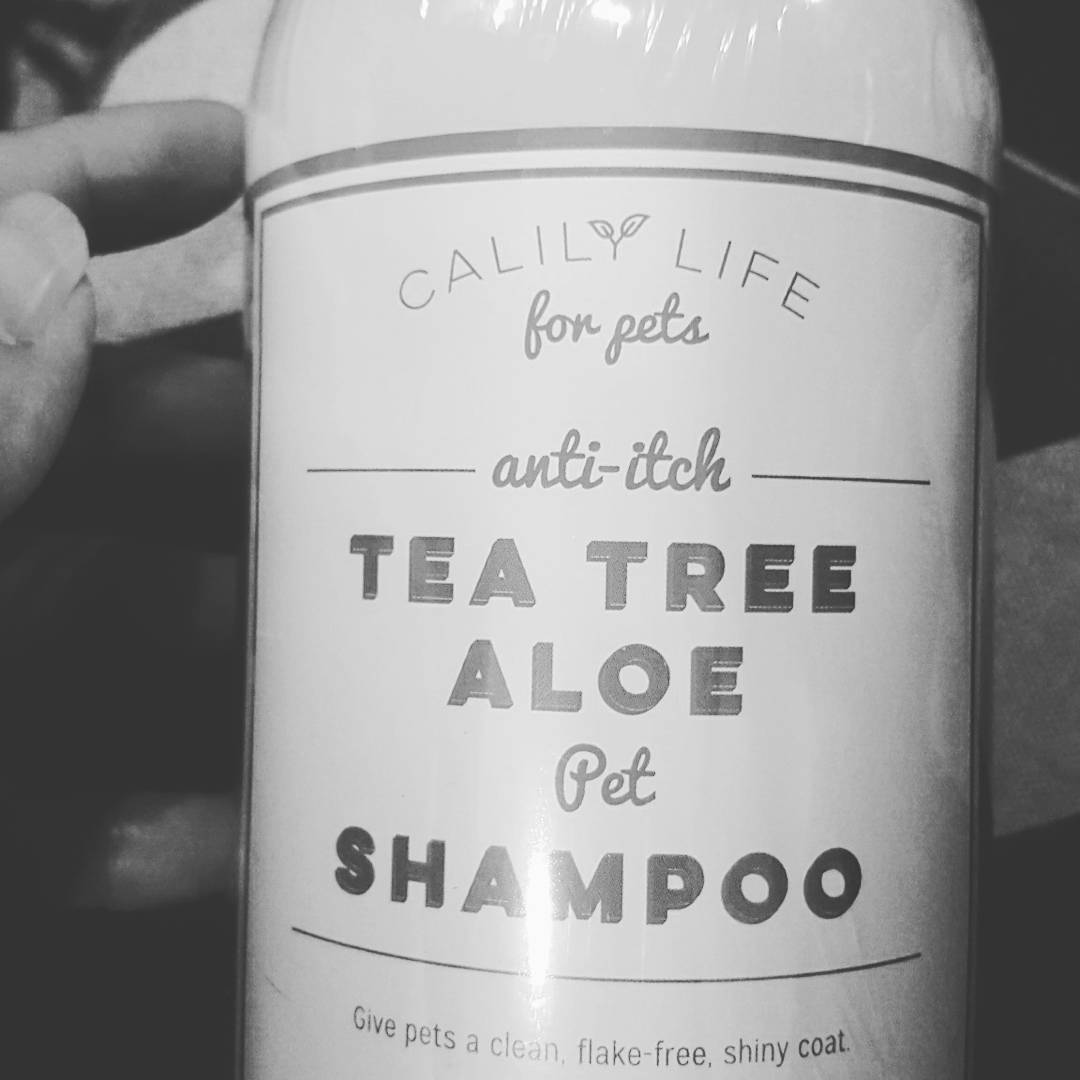 CALILY LIFE
for pets
anti-itch
TEA TREE
ALOE
Pet
SHAMPOO
Give pets a clean, flake-free, shiny coat.